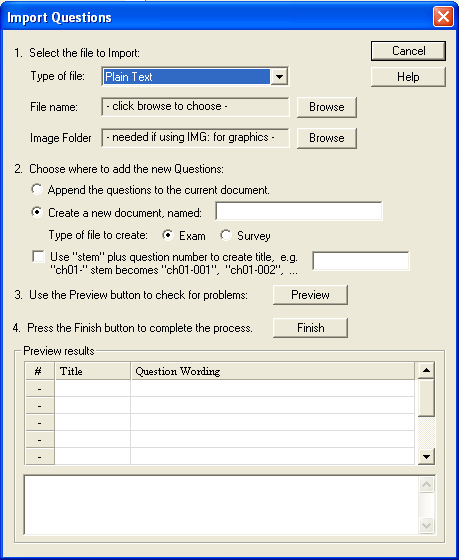 Import Questions
1. Select the file to Import:
Cancel
Type of file:
Plain Text
Help
File name:
- click browse to choose -
Browse
Image Folder
- needed if using IMG: for graphics -
Browse
2. Choose where to add the new Questions:
Append the questions to the current document.
Create a new document, named:
Type of file to create:
Exam
Survey
Use "stem" plus question number to create title, e.g.
"ch01-" stem becomes "ch01-001", "ch01-002", ...
3. Use the Preview button to check for problems:
Preview
4. Press the Finish button to complete the process.
Finish
Preview results
# Title Question Wording
-
-
-
-
-